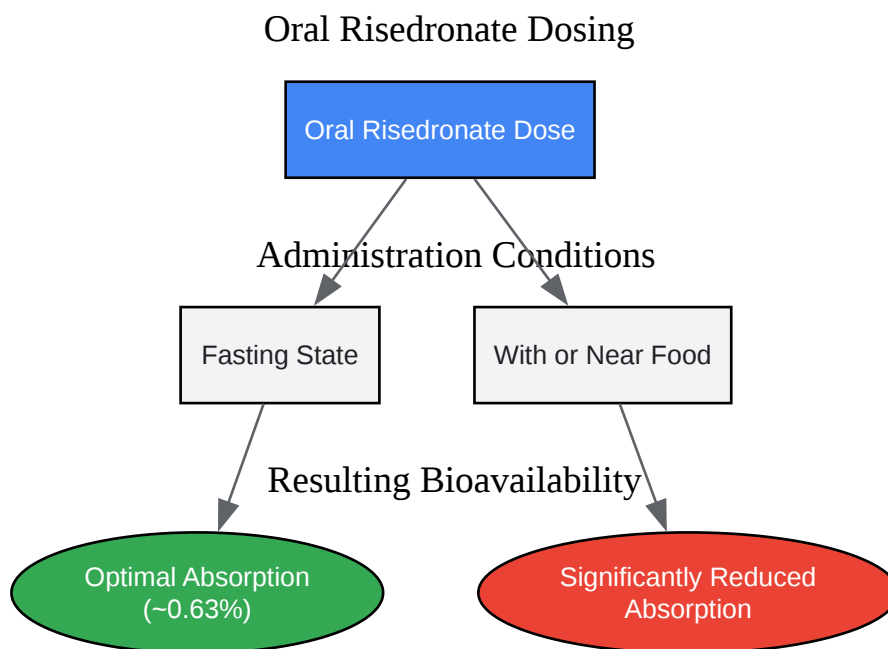 Oral Risedronate Dosing
Oral Risedronate Dose
Administration Conditions
Fasting State
With or Near Food
Resulting Bioavailability
Optimal Absorption
(~0.63%)
Significantly Reduced
Absorption